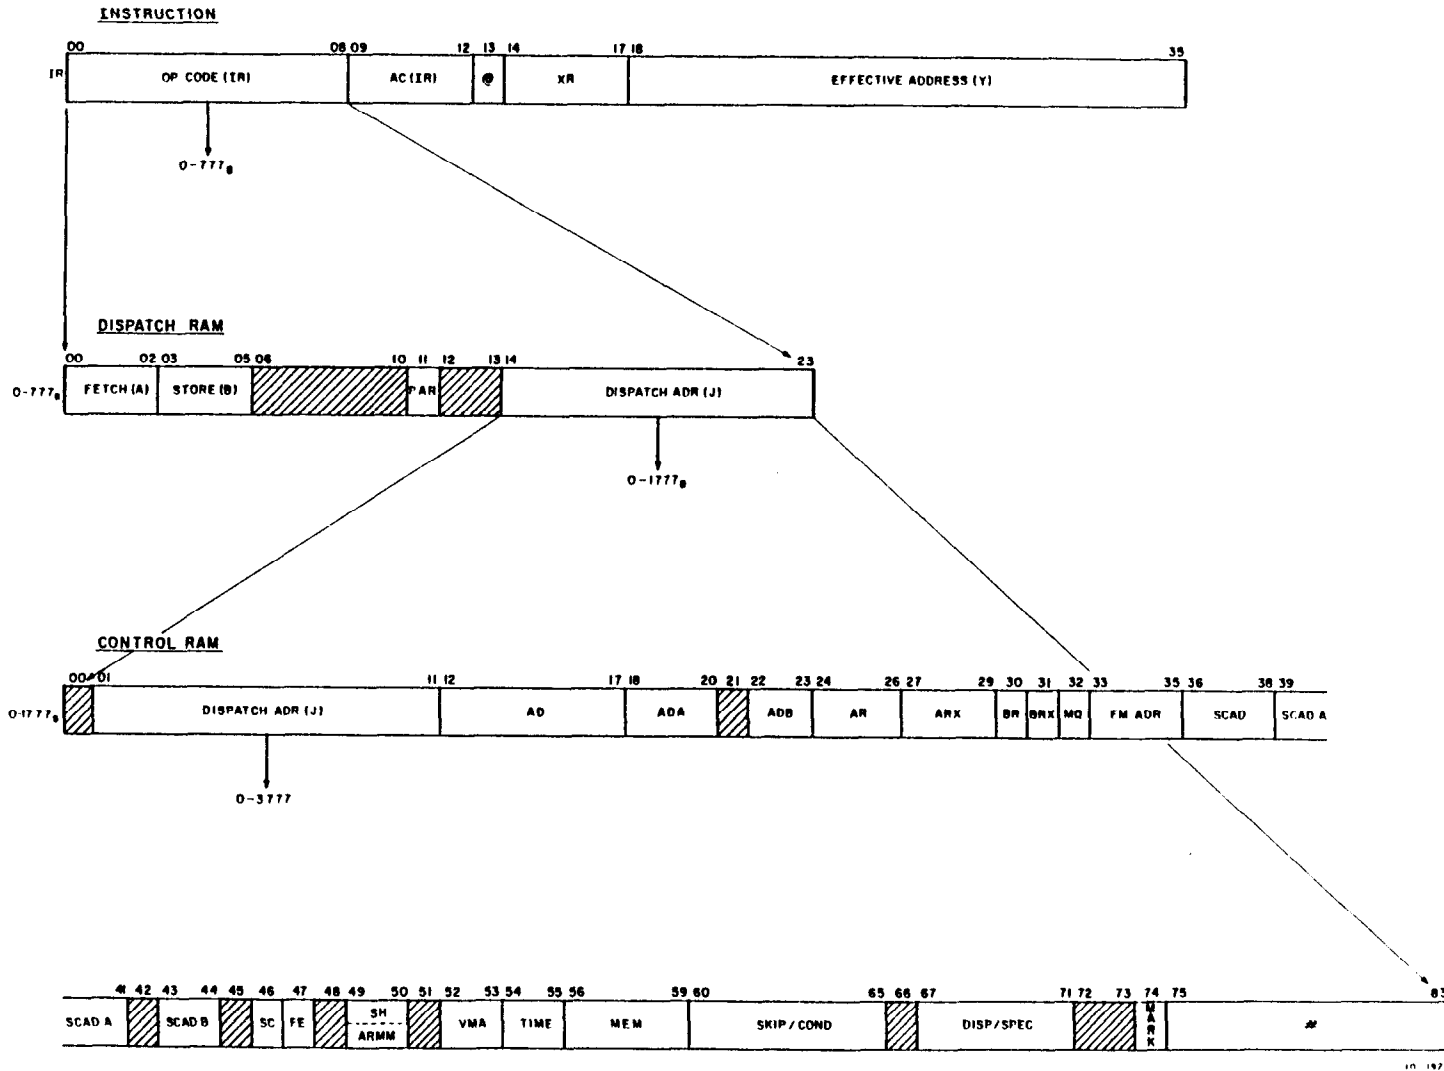 INSTRUCTION
00 08 09 12 13 14 17 18 35
IR OP CODE (IR) AC (IR) @ XR EFFECTIVE ADDRESS (Y)
0-777₈
DISPATCH RAM
00 02 03 05 06 10 11 12 13 14 23
0-777₈ FETCH (A) STORE (B) PAR DISPATCH ADR (J)
0-1777₈
CONTROL RAM
00 01 11 12 17 18 20 21 22 23 24 26 27 29 30 31 32 33 35 36 38 39
0-1777₈ DISPATCH ADR (J) AD ADA ADB AR ARX BR BRX MQ FM ADR SCAD SCAD A
0-3777
41 42 43 44 45 46 47 48 49 50 51 52 53 54 55 56 59 60 65 66 67 71 72 73 74 75 83
SCAD A SCAD B SC FE SH VMA TIME MEM SKIP/COND DISP/SPEC MARK #
ARMM